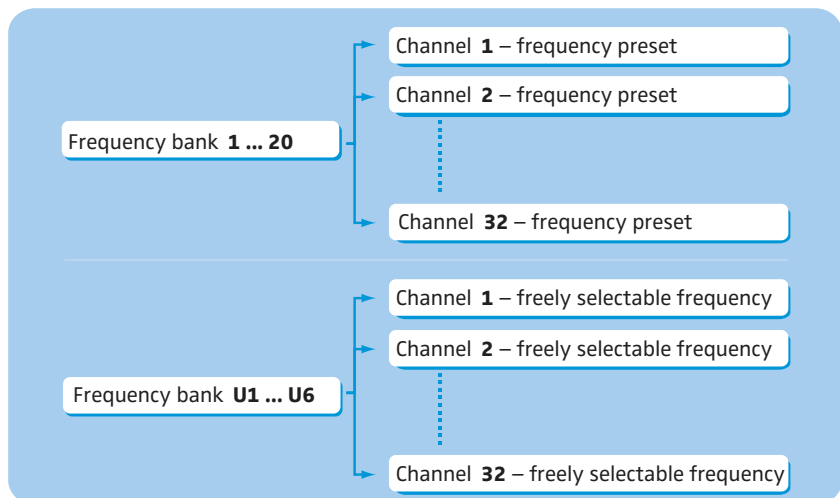 Channel 1 – frequency preset
Channel 2 – frequency preset
Frequency bank 1 ... 20
Channel 32 – frequency preset
Channel 1 – freely selectable frequency
Channel 2 – freely selectable frequency
Frequency bank U1 ... U6
Channel 32 – freely selectable frequency